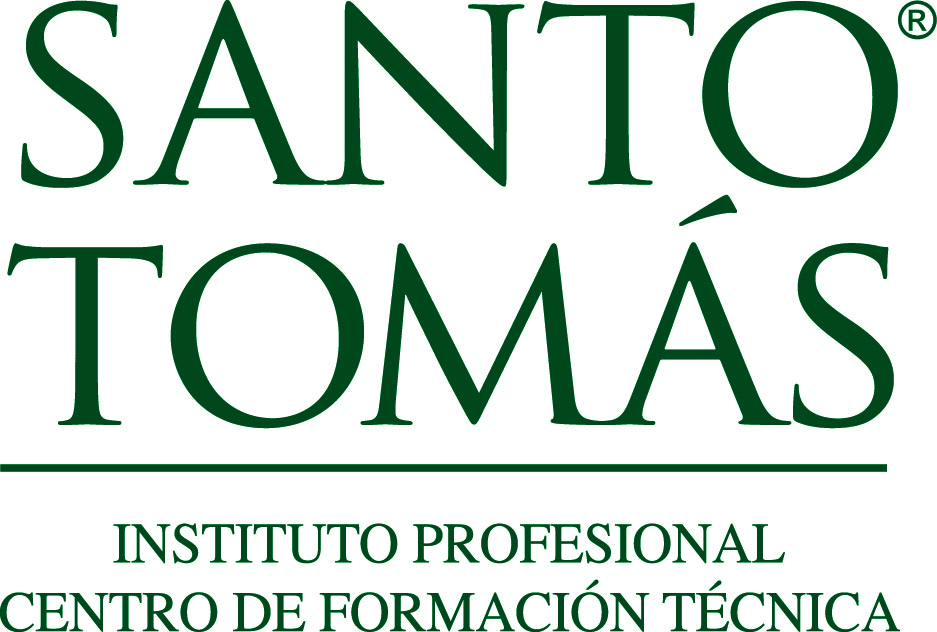 SANTO®
TOMÁS
INSTITUTO PROFESIONAL
CENTRO DE FORMACIÓN TÉCNICA